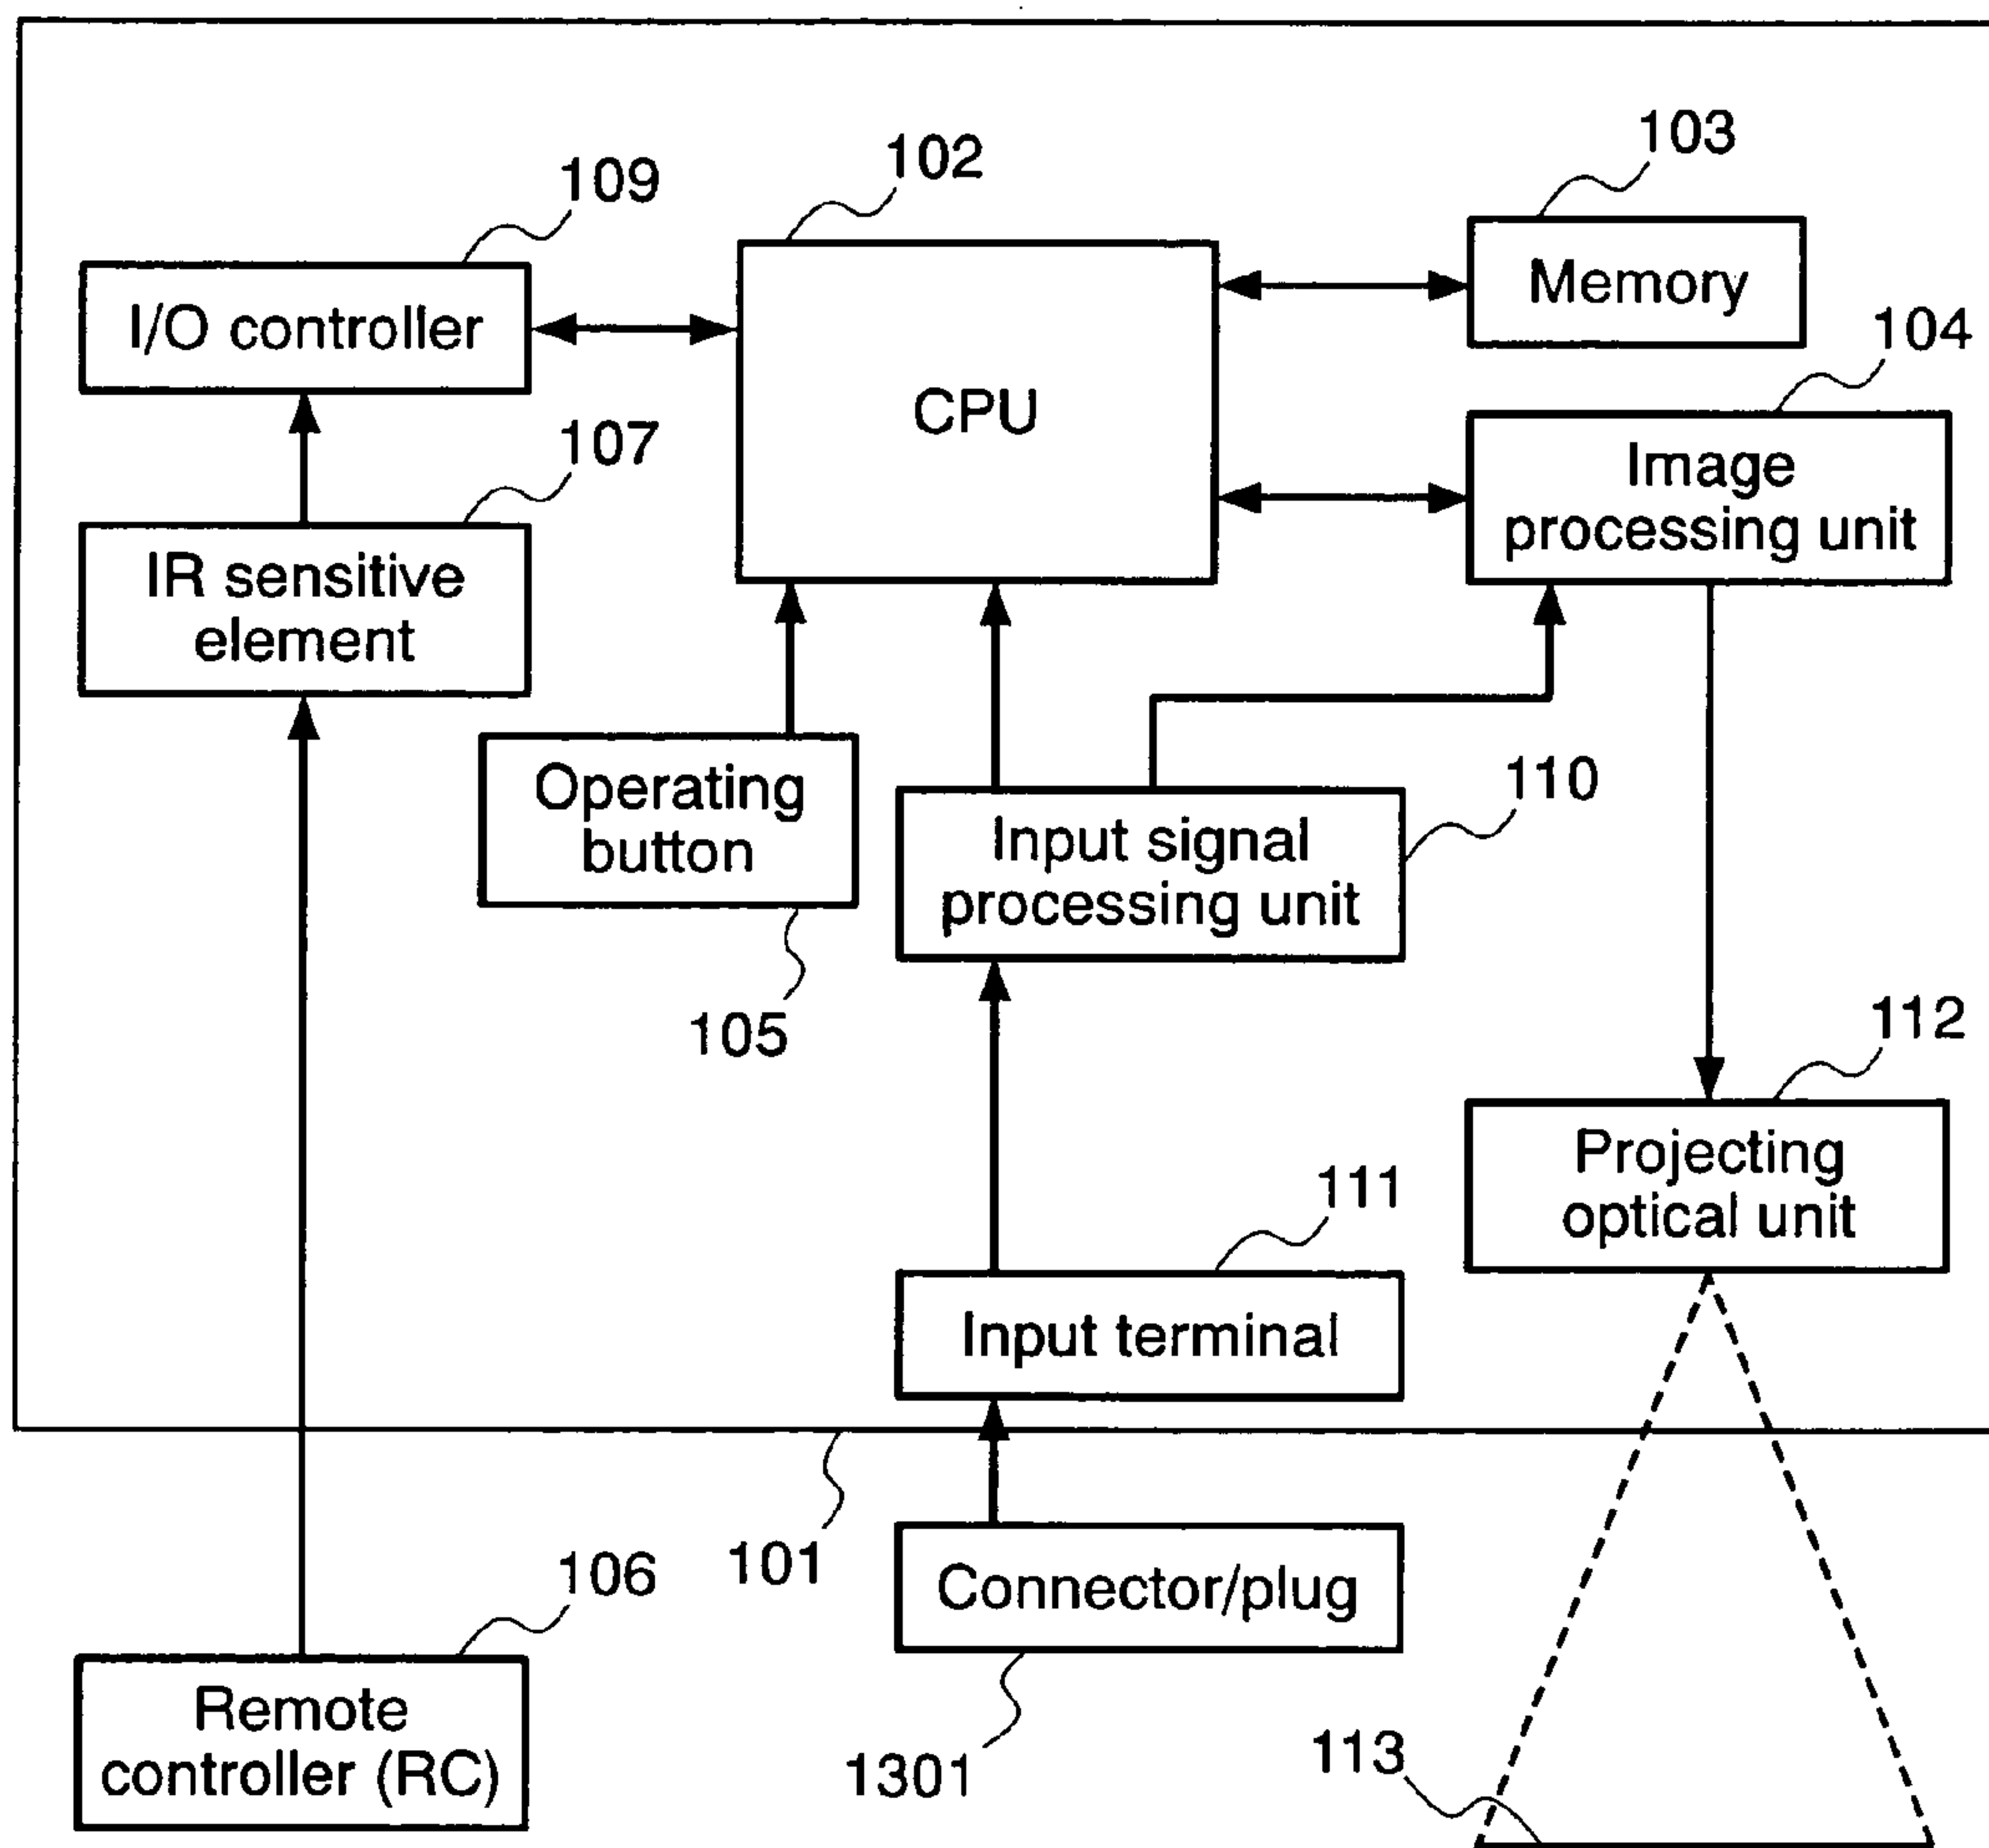 103
102
109
Memory
I/O controller
104
CPU
107
Image
processing unit
IR sensitive
element
Operating
button
110
Input signal
processing unit
105
112
Projecting
optical unit
111
Input terminal
101
106
Connector/plug
Remote
controller (RC)
1301
113